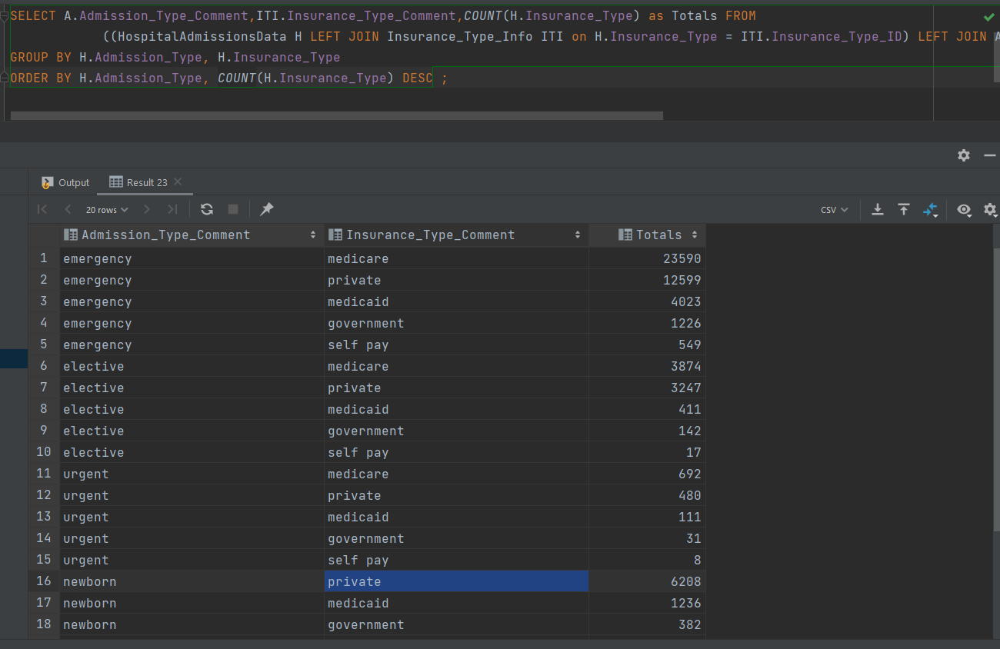 SELECT A.Admission_Type_Comment,ITI.Insurance_Type_Comment,COUNT(H.Insurance_Type) as Totals FROM
((HospitalAdmissionsData H LEFT JOIN Insurance_Type_Info ITI on H.Insurance_Type = ITI.Insurance_Type_ID) LEFT JOIN A
GROUP BY H.Admission_Type, H.Insurance_Type
ORDER BY H.Admission_Type, COUNT(H.Insurance_Type) DESC ;
Output Result 23
20 rows CSV
Admission_Type_Comment Insurance_Type_Comment Totals
1 emergency medicare 23590
2 emergency private 12599
3 emergency medicaid 4023
4 emergency government 1226
5 emergency self pay 549
6 elective medicare 3874
7 elective private 3247
8 elective medicaid 411
9 elective government 142
10 elective self pay 17
11 urgent medicare 692
12 urgent private 480
13 urgent medicaid 111
14 urgent government 31
15 urgent self pay 8
16 newborn private 6208
17 newborn medicaid 1236
18 newborn government 382